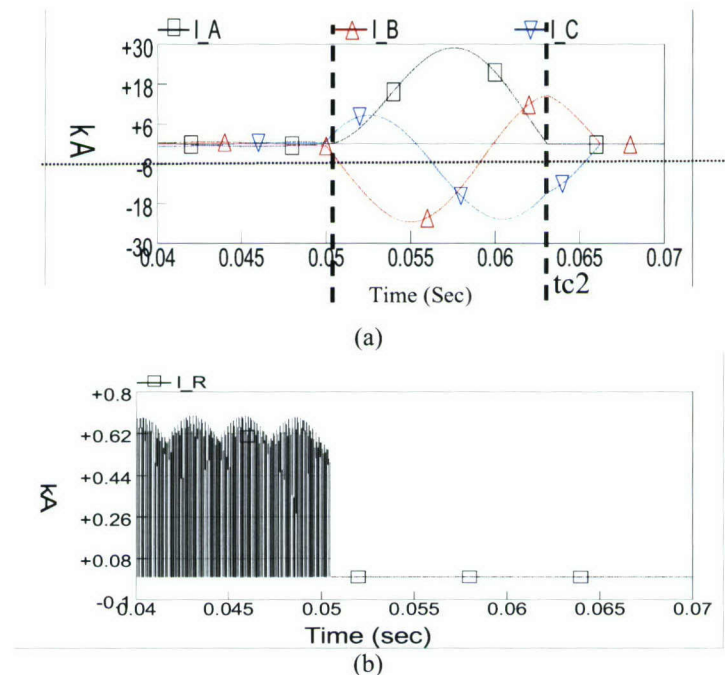 I_A I_B I_C
+30
+18
+6
-6
-18
-30
kA
0.04 0.045 0.05 0.055 0.06 0.065 0.07
Time (Sec) tc2
(a)
I_R
+0.8
+0.62
+0.44
+0.26
+0.08
-0.1
kA
0.04 0.045 0.05 0.055 0.06 0.065 0.07
Time (sec)
(b)